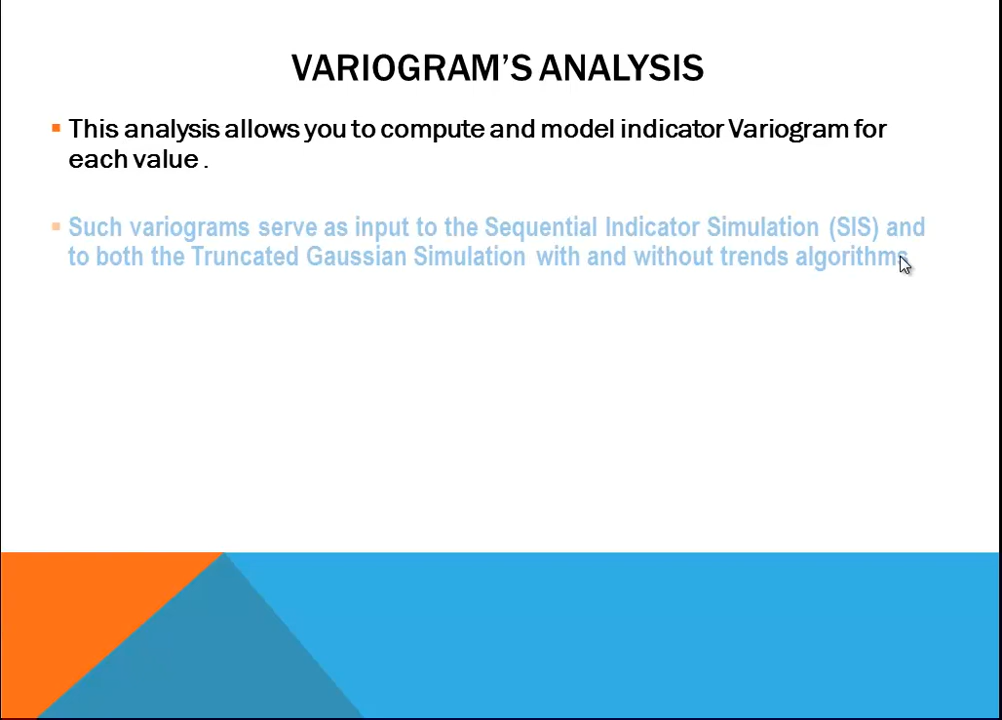 VARIOGRAM'S ANALYSIS
This analysis allows you to compute and model indicator Variogram for
each value .
Such variograms serve as input to the Sequential Indicator Simulation (SIS) and
to both the Truncated Gaussian Simulation with and without trends algorithms